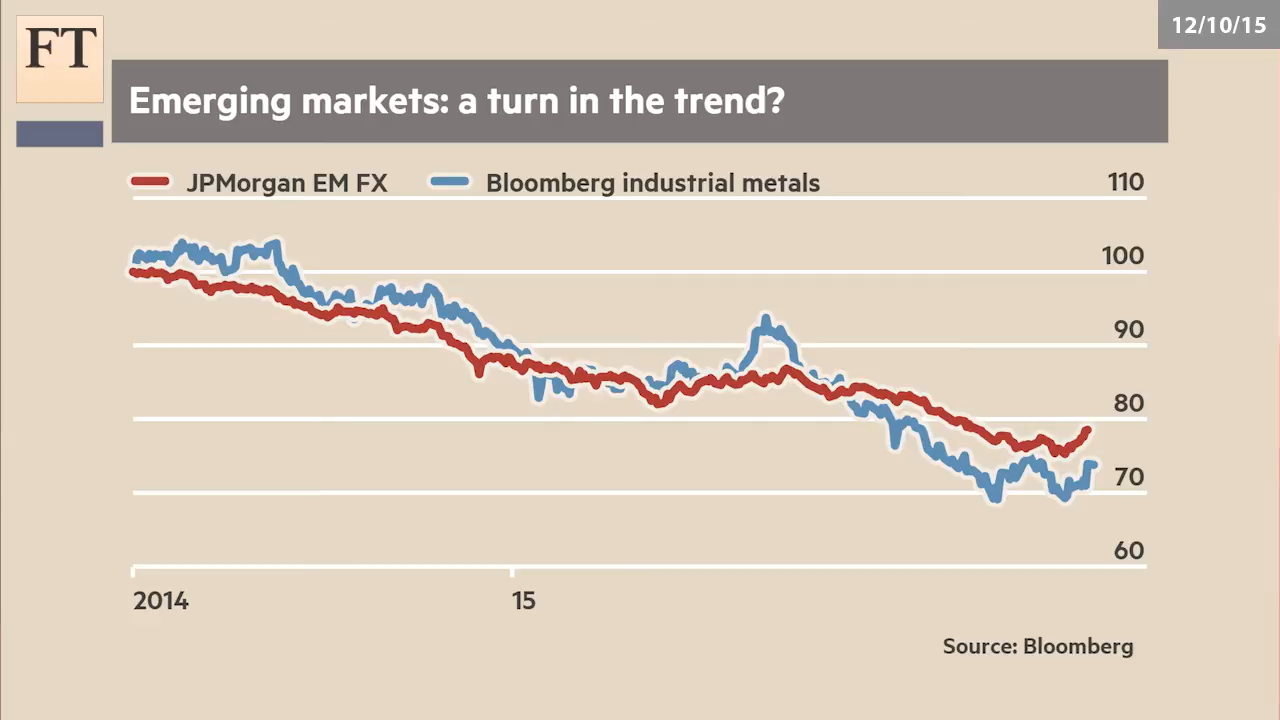 12/10/15
FT
Emerging markets: a turn in the trend?
JPMorgan EM FX
Bloomberg industrial metals
110
100
90
80
70
60
2014
15
Source: Bloomberg